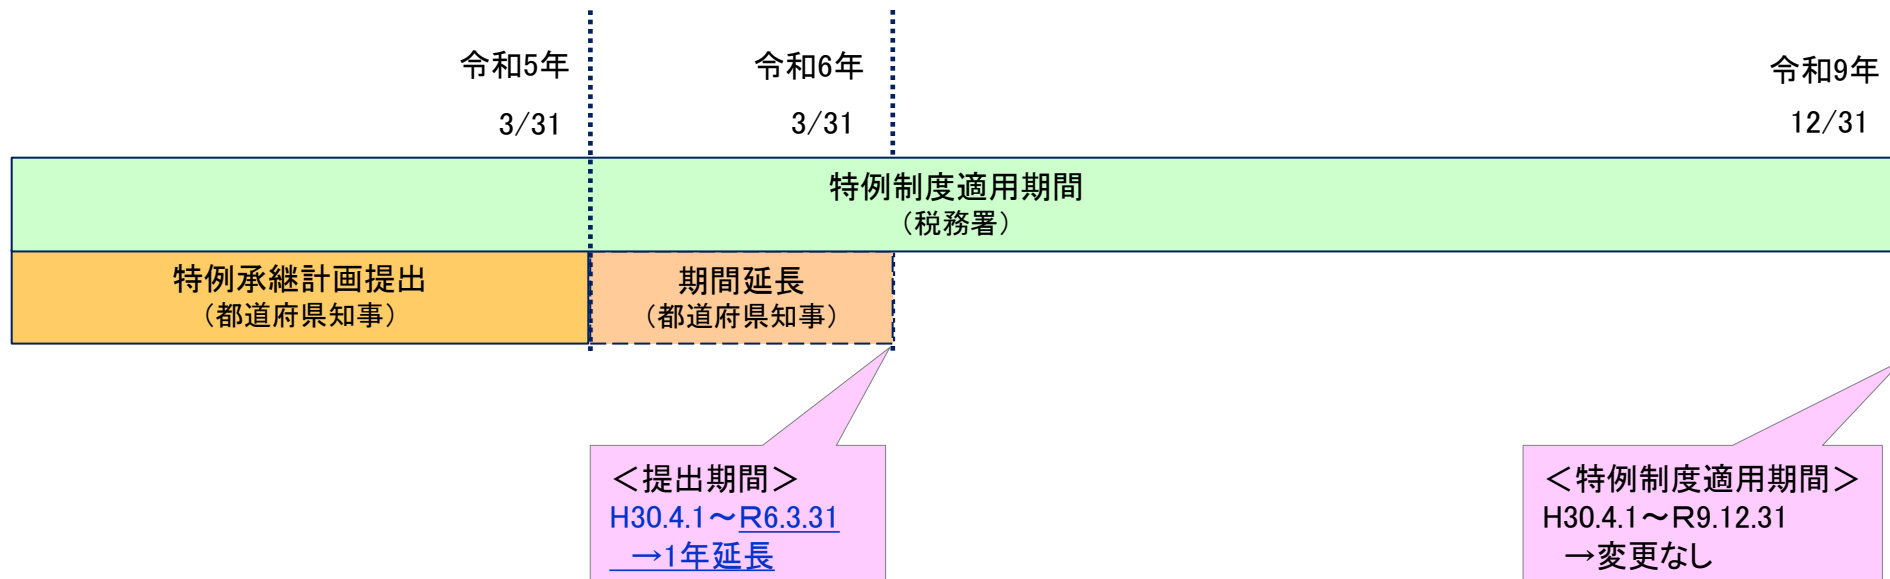 令和5年
3/31
令和6年
3/31
令和9年
12/31
特例制度適用期間
（税務署）
特例承継計画提出
（都道府県知事）
期間延長
（都道府県知事）
＜提出期間＞
H30.4.1～R6.3.31
→1年延長
＜特例制度適用期間＞
H30.4.1～R9.12.31
→変更なし